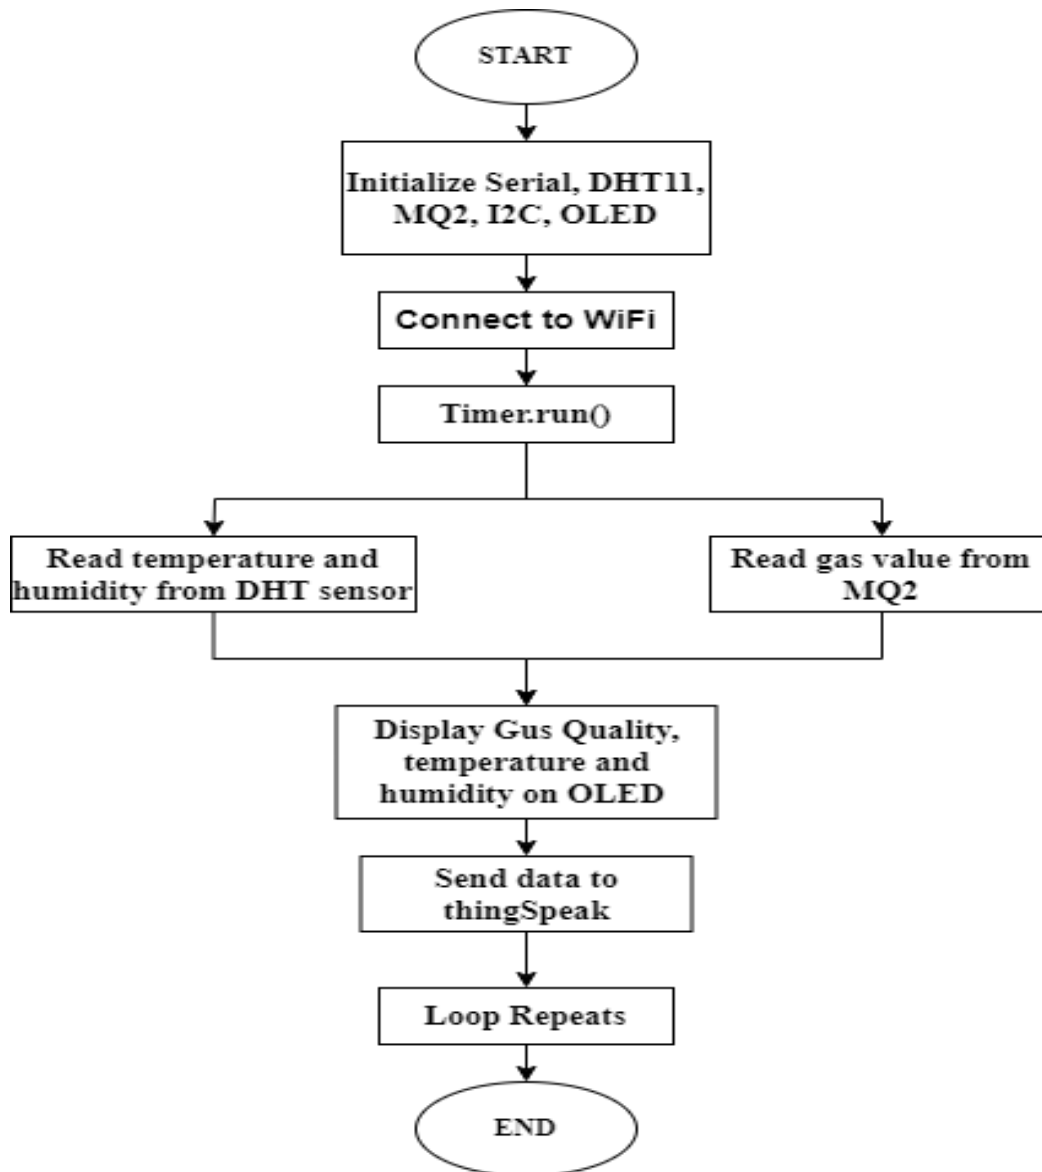 START
Initialize Serial, DHT11,
MQ2, I2C, OLED
Connect to WiFi
Timer.run()
Read temperature and
humidity from DHT sensor
Read gas value from
MQ2
Display Gus Quality,
temperature and
humidity on OLED
Send data to
thingSpeak
Loop Repeats
END